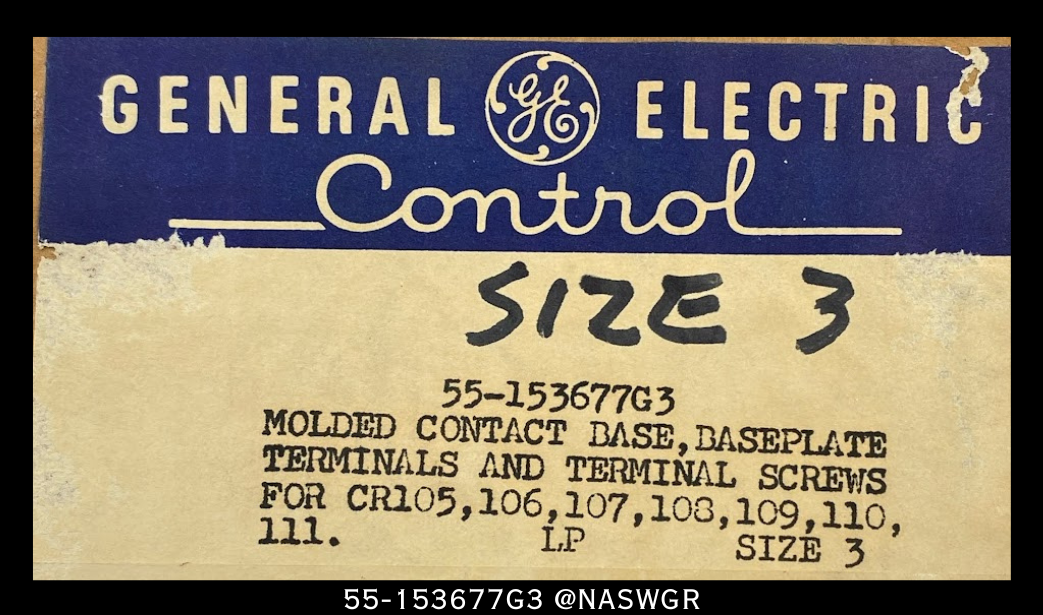 GENERAL GE ELECTRIC
Control
SIZE 3
55-153677G3
MOLDED CONTACT BASE,BASEPLATE
TERMINALS AND TERMINAL SCREWS
FOR CR105,106,107,108,109,110,
111. LP SIZE 3
55-153677G3 @NASWGR